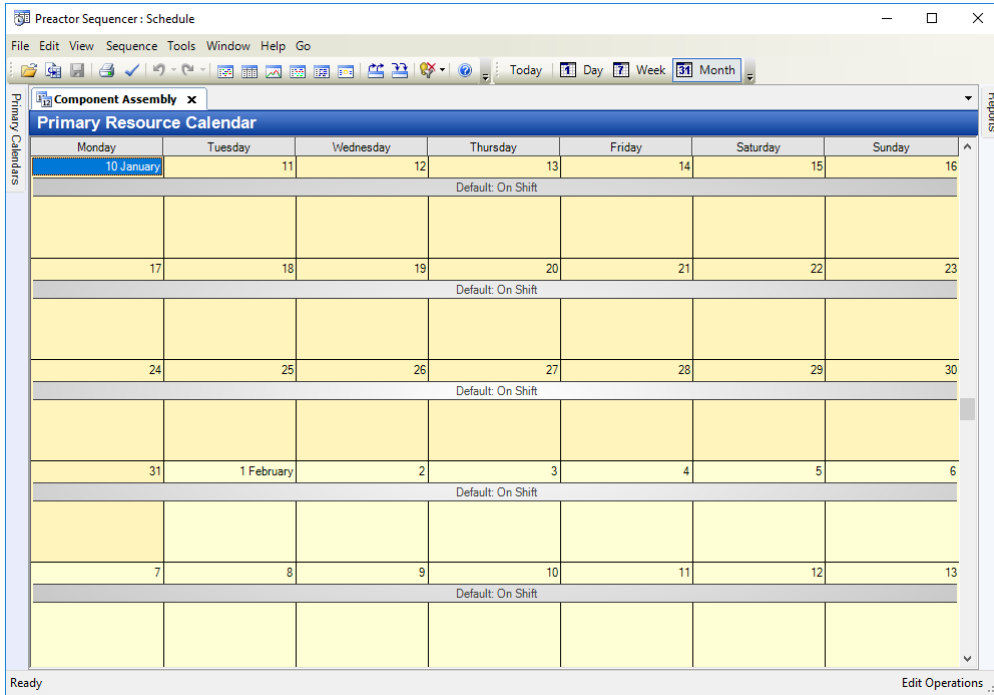 Preactor Sequencer : Schedule
File Edit View Sequence Tools Window Help Go
Today 1 Day 7 Week 31 Month
Primary Calendars
Component Assembly
Reports
Primary Resource Calendar
Monday Tuesday Wednesday Thursday Friday Saturday Sunday
10 January 11 12 13 14 15 16
Default: On Shift
17 18 19 20 21 22 23
Default: On Shift
24 25 26 27 28 29 30
Default: On Shift
31 1 February 2 3 4 5 6
Default: On Shift
7 8 9 10 11 12 13
Default: On Shift
Ready Edit Operations